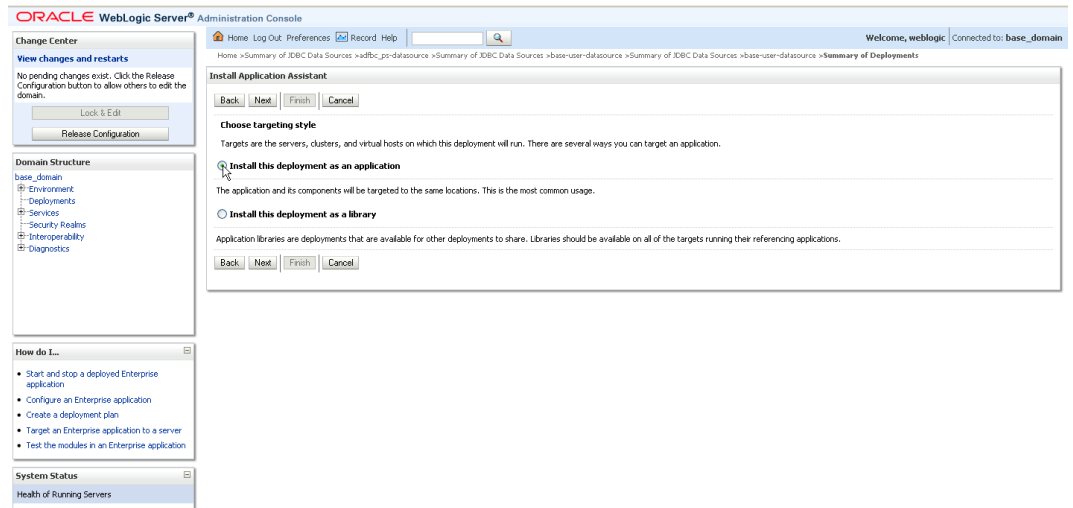 ORACLE WebLogic Server® Administration Console
Change Center
View changes and restarts
No pending changes exist. Click the Release
Configuration button to allow others to edit the
domain.
Lock & Edit
Release Configuration
Domain Structure
base_domain
Environment
Deployments
Services
Security Realms
Interoperability
Diagnostics
How do I...
Start and stop a deployed Enterprise
application
Configure an Enterprise application
Create a deployment plan
Target an Enterprise application to a server
Test the modules in an Enterprise application
System Status
Health of Running Servers
Home Log Out Preferences Record Help
Welcome, weblogic Connected to: base_domain
Home >Summary of JDBC Data Sources >adfbc_ps-datasource >Summary of JDBC Data Sources >base-user-datasource >Summary of JDBC Data Sources >base-user-datasource >Summary of Deployments
Install Application Assistant
Back Next Finish Cancel
Choose targeting style
Targets are the servers, clusters, and virtual hosts on which this deployment will run. There are several ways you can target an application.
Install this deployment as an application
The application and its components will be targeted to the same locations. This is the most common usage.
Install this deployment as a library
Application libraries are deployments that are available for other deployments to share. Libraries should be available on all of the targets running their referencing applications.
Back Next Finish Cancel